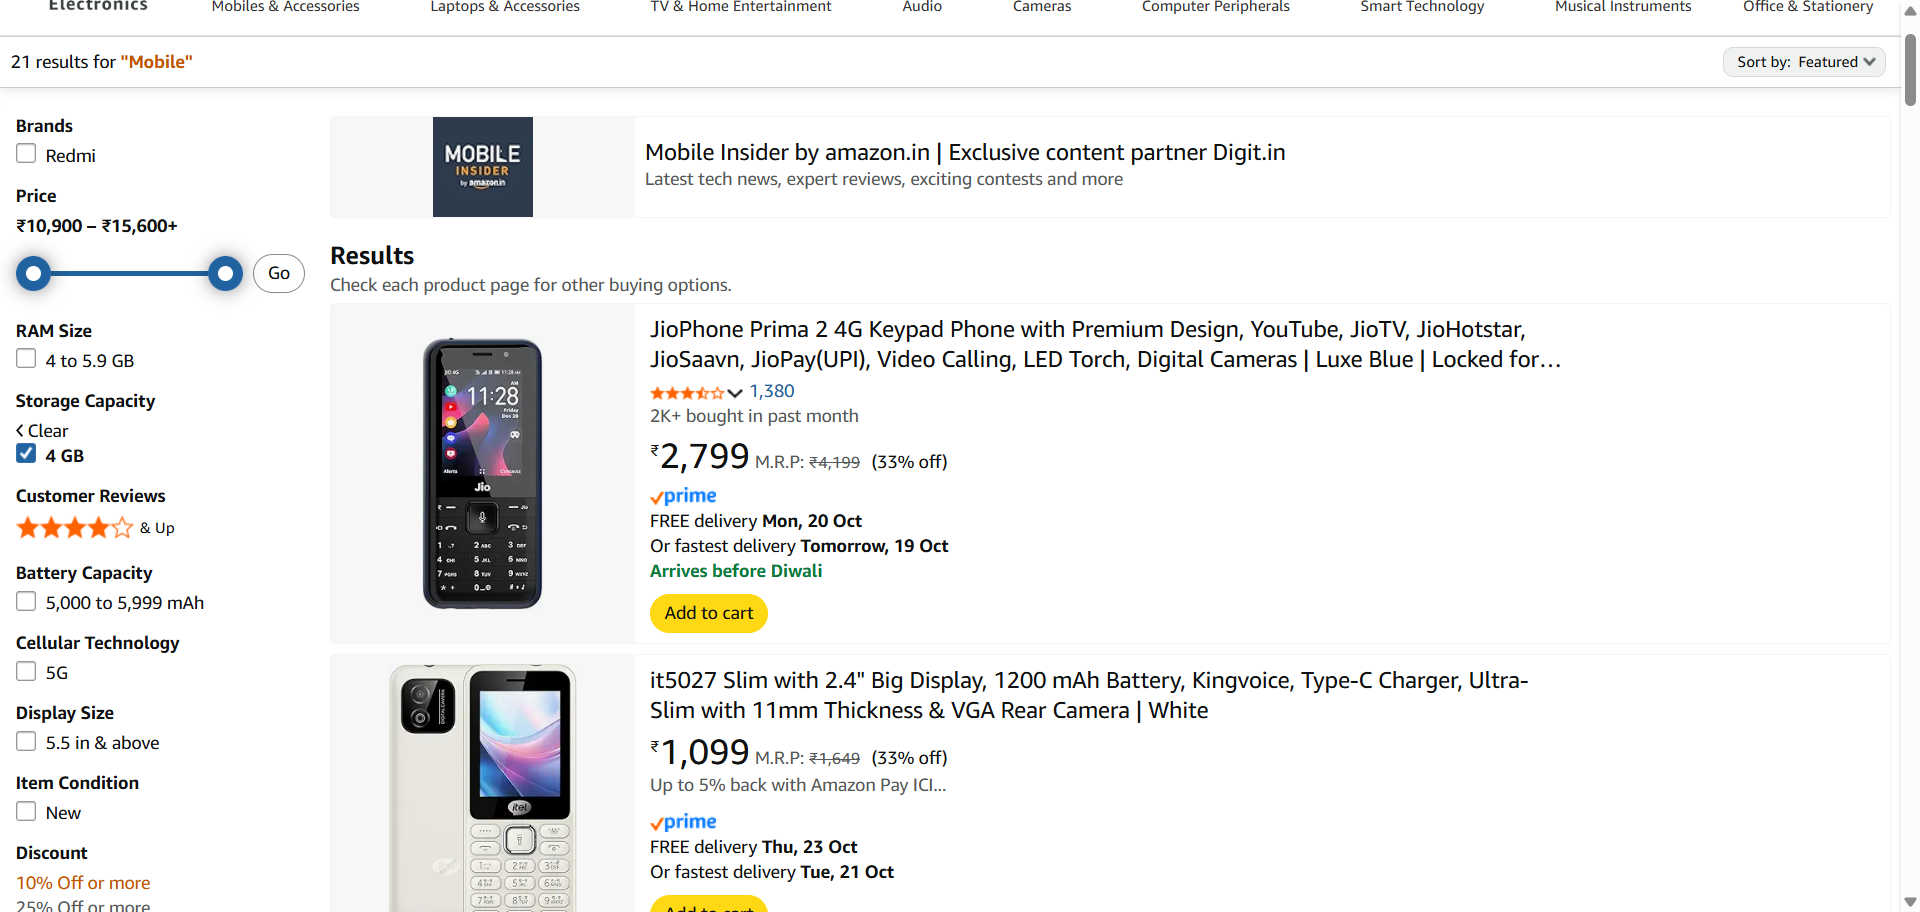 Electronics
Mobiles & Accessories
Laptops & Accessories
TV & Home Entertainment
Audio
Cameras
Computer Peripherals
Smart Technology
Musical Instruments
Office & Stationery
21 results for "Mobile"
Sort by: Featured
Brands
Redmi
Price
₹10,900 – ₹15,600+
Go
RAM Size
4 to 5.9 GB
Storage Capacity
Clear
4 GB
Customer Reviews
& Up
Battery Capacity
5,000 to 5,999 mAh
Cellular Technology
5G
Display Size
5.5 in & above
Item Condition
New
Discount
10% Off or more
25% Off or more
MOBILE
INSIDER
by amazon.in
Mobile Insider by amazon.in | Exclusive content partner Digit.in
Latest tech news, expert reviews, exciting contests and more
Results
Check each product page for other buying options.
11:28
Jio
JioPhone Prima 2 4G Keypad Phone with Premium Design, YouTube, JioTV, JioHotstar,
JioSaavn, JioPay(UPI), Video Calling, LED Torch, Digital Cameras | Luxe Blue | Locked for…
1,380
2K+ bought in past month
₹2,799 M.R.P: ₹4,199 (33% off)
prime
FREE delivery Mon, 20 Oct
Or fastest delivery Tomorrow, 19 Oct
Arrives before Diwali
Add to cart
itel
it5027 Slim with 2.4" Big Display, 1200 mAh Battery, Kingvoice, Type-C Charger, Ultra-
Slim with 11mm Thickness & VGA Rear Camera | White
₹1,099 M.R.P: ₹1,649 (33% off)
Up to 5% back with Amazon Pay ICI...
prime
FREE delivery Thu, 23 Oct
Or fastest delivery Tue, 21 Oct
Add to cart